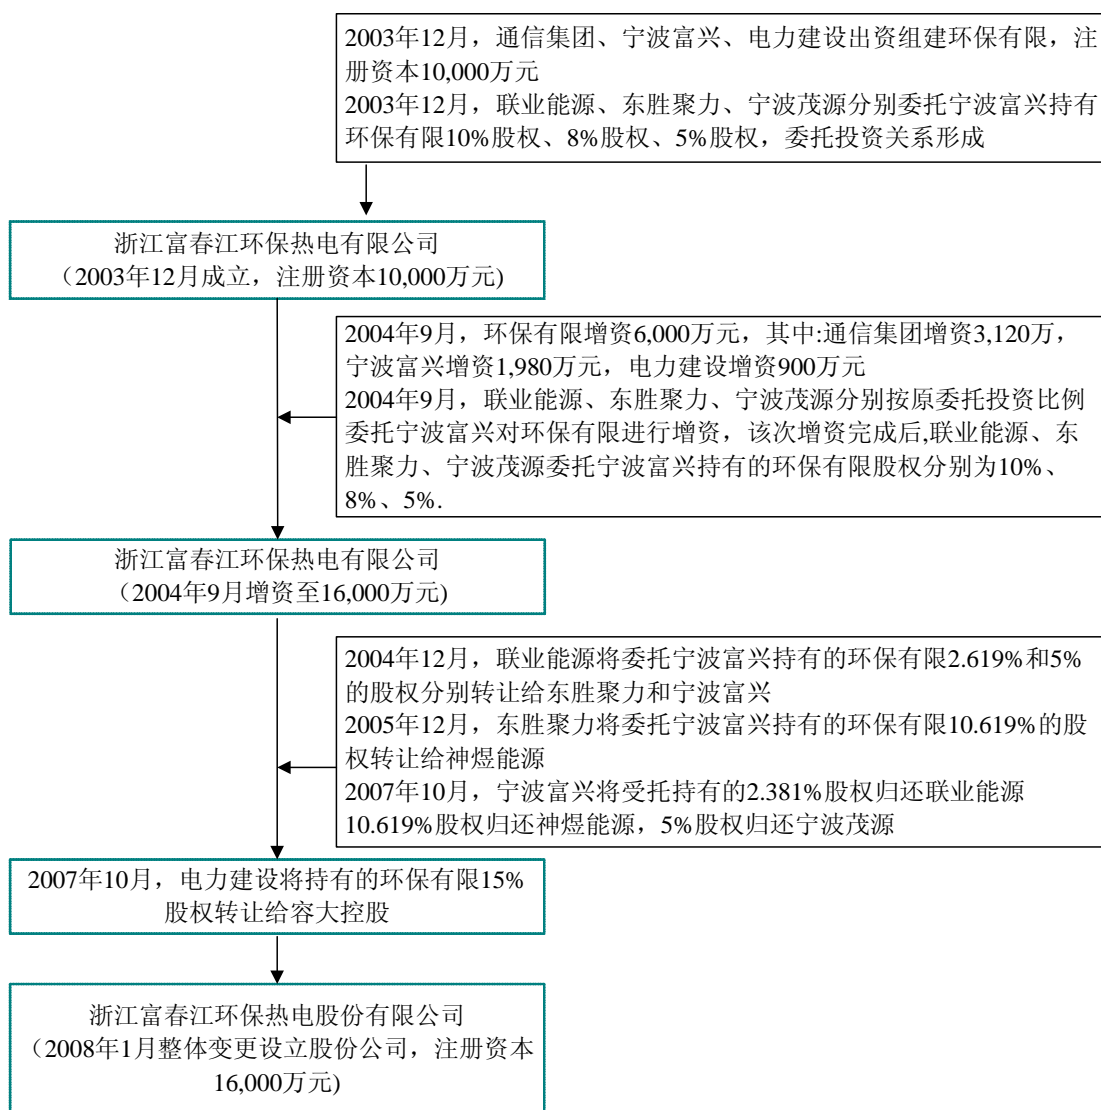 2003年12月，通信集团、宁波富兴、电力建设出资组建环保有限，注
册资本10,000万元
2003年12月，联业能源、东胜聚力、宁波茂源分别委托宁波富兴持有
环保有限10%股权、8%股权、5%股权，委托投资关系形成
浙江富春江环保热电有限公司
（2003年12月成立，注册资本10,000万元)
2004年9月，环保有限增资6,000万元，其中:通信集团增资3,120万，
宁波富兴增资1,980万元，电力建设增资900万元
2004年9月，联业能源、东胜聚力、宁波茂源分别按原委托投资比例
委托宁波富兴对环保有限进行增资，该次增资完成后,联业能源、东
胜聚力、宁波茂源委托宁波富兴持有的环保有限股权分别为10%、
8%、5%.
浙江富春江环保热电有限公司
（2004年9月增资至16,000万元)
2004年12月，联业能源将委托宁波富兴持有的环保有限2.619%和5%
的股权分别转让给东胜聚力和宁波富兴
2005年12月，东胜聚力将委托宁波富兴持有的环保有限10.619%的股
权转让给神煜能源
2007年10月，宁波富兴将受托持有的2.381%股权归还联业能源
10.619%股权归还神煜能源，5%股权归还宁波茂源
2007年10月，电力建设将持有的环保有限15%
股权转让给容大控股
浙江富春江环保热电股份有限公司
（2008年1月整体变更设立股份公司，注册资本
16,000万元)